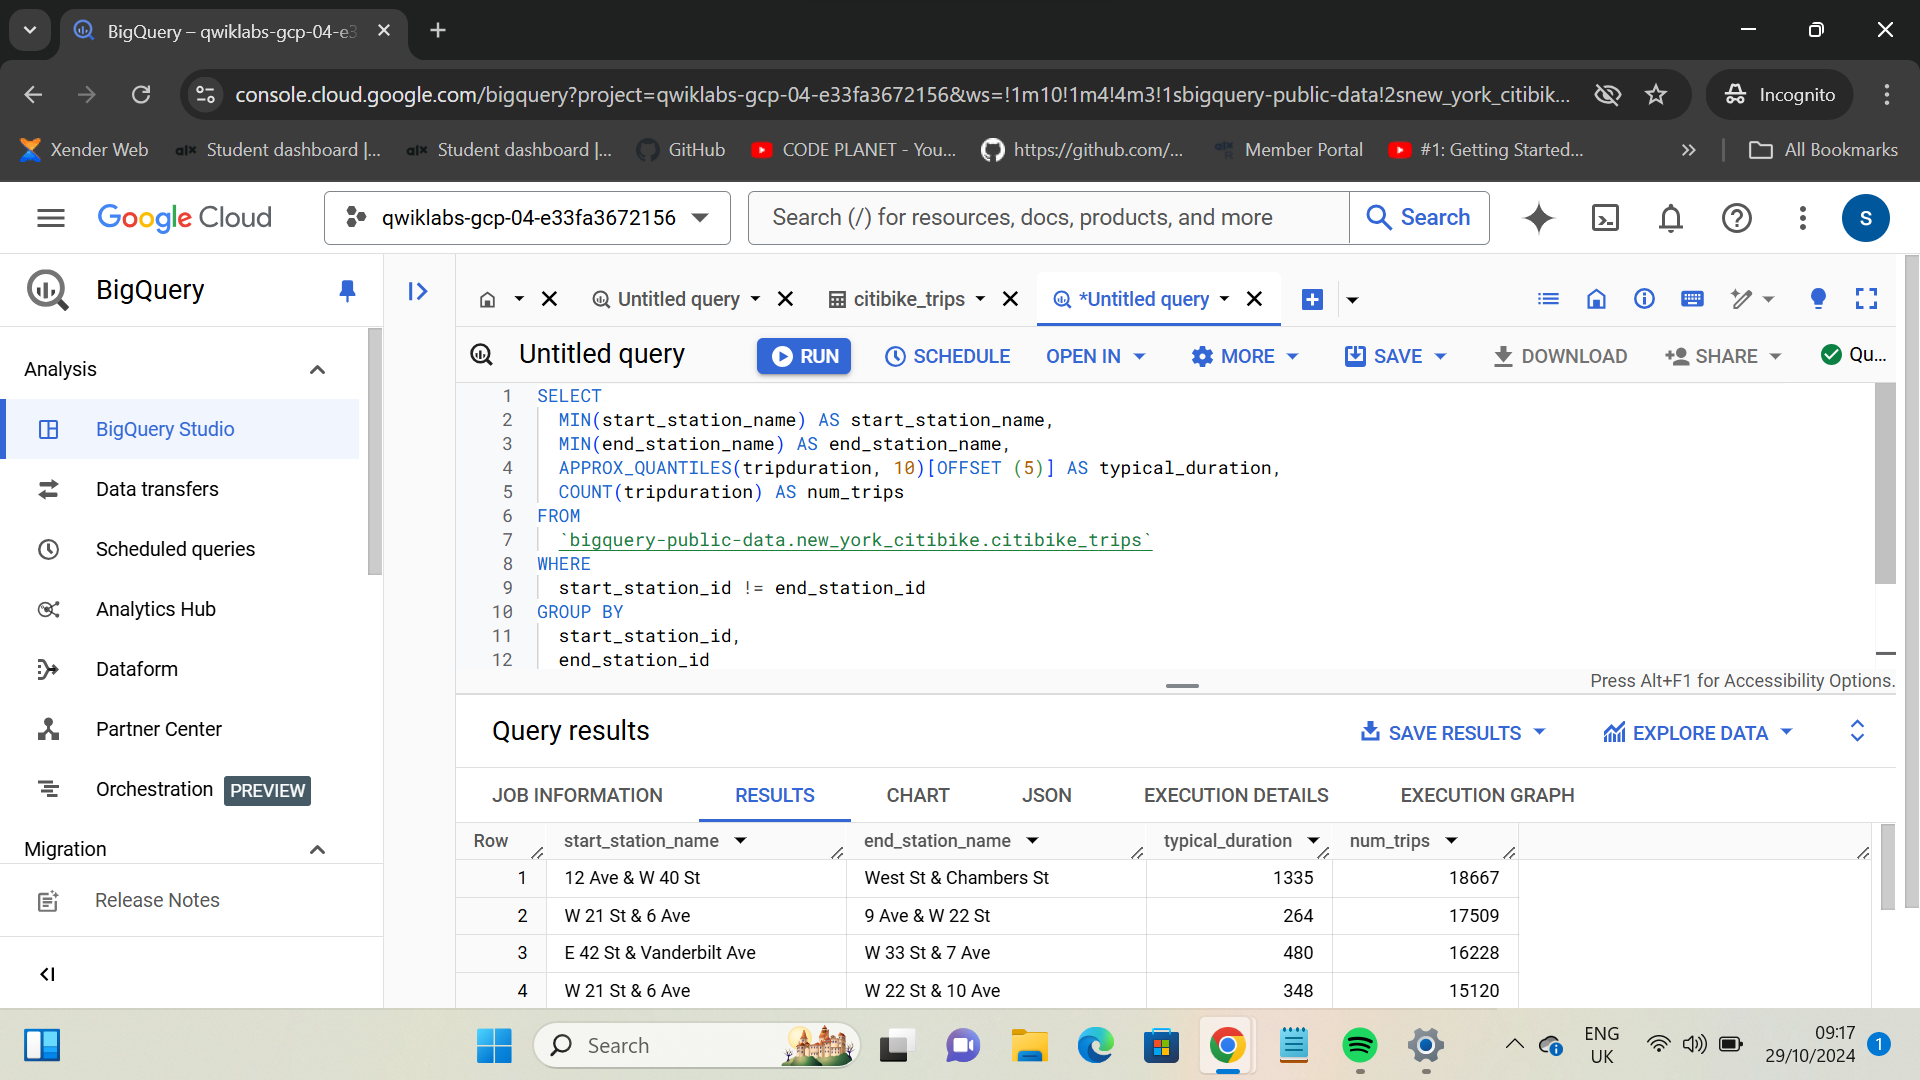 BigQuery – qwiklabs-gcp-04-e3
console.cloud.google.com/bigquery?project=qwiklabs-gcp-04-e33fa3672156&ws=!1m10!1m4!4m3!1sbigquery-public-data!2snew_york_citibik...
Incognito
Xender Web
Student dashboard |...
Student dashboard |...
GitHub
CODE PLANET - You...
https://github.com/...
Member Portal
#1: Getting Started...
All Bookmarks
Google Cloud
qwiklabs-gcp-04-e33fa3672156
Search (/) for resources, docs, products, and more
Search
S
BigQuery
Untitled query
citibike_trips
*Untitled query
Untitled query
RUN
SCHEDULE
OPEN IN
MORE
SAVE
DOWNLOAD
SHARE
Qu...
Analysis
BigQuery Studio
Data transfers
Scheduled queries
Analytics Hub
Dataform
Partner Center
Orchestration PREVIEW
Migration
Release Notes
1 SELECT
2 MIN(start_station_name) AS start_station_name,
3 MIN(end_station_name) AS end_station_name,
4 APPROX_QUANTILES(tripduration, 10)[OFFSET (5)] AS typical_duration,
5 COUNT(tripduration) AS num_trips
6 FROM
7 `bigquery-public-data.new_york_citibike.citibike_trips`
8 WHERE
9 start_station_id != end_station_id
10 GROUP BY
11 start_station_id,
12 end_station_id
Press Alt+F1 for Accessibility Options.
Query results
SAVE RESULTS
EXPLORE DATA
JOB INFORMATION
RESULTS
CHART
JSON
EXECUTION DETAILS
EXECUTION GRAPH
Row start_station_name end_station_name typical_duration num_trips
1 12 Ave & W 40 St West St & Chambers St 1335 18667
2 W 21 St & 6 Ave 9 Ave & W 22 St 264 17509
3 E 42 St & Vanderbilt Ave W 33 St & 7 Ave 480 16228
4 W 21 St & 6 Ave W 22 St & 10 Ave 348 15120
Search
ENG
UK
09:17
29/10/2024
1